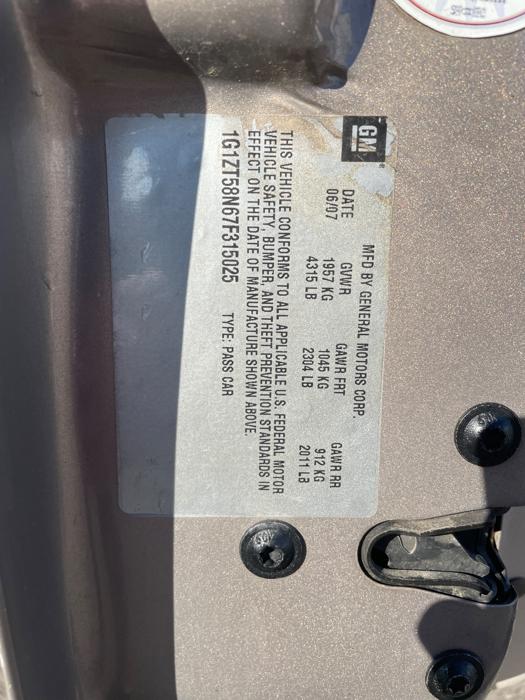 GM
MFD BY GENERAL MOTORS CORP.
DATE GVWR GAWR FRT GAWR RR
06/07 1957 KG 1045 KG 912 KG
4315 LB 2304 LB 2011 LB
THIS VEHICLE CONFORMS TO ALL APPLICABLE U.S. FEDERAL MOTOR
VEHICLE SAFETY, BUMPER, AND THEFT PREVENTION STANDARDS IN
EFFECT ON THE DATE OF MANUFACTURE SHOWN ABOVE.
1G1ZT58N67F315025 TYPE: PASS CAR